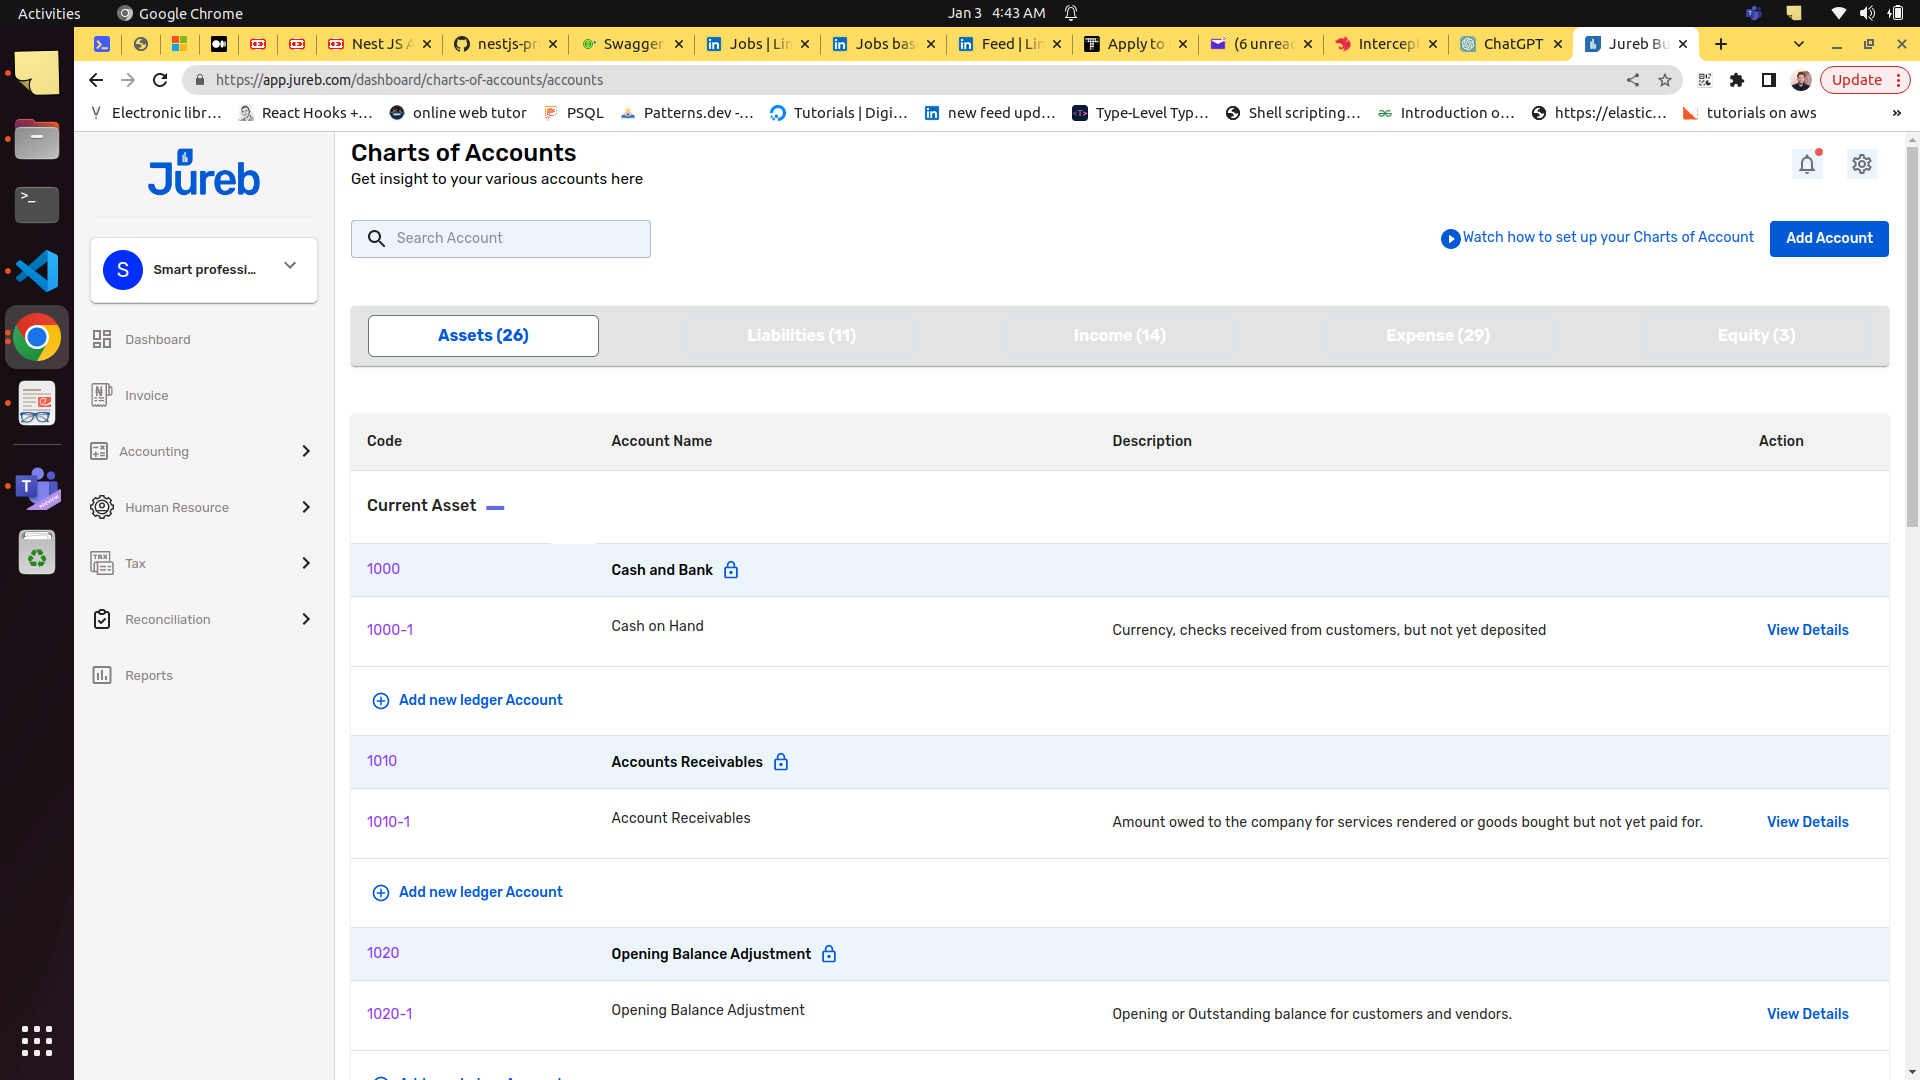 Activities
Google Chrome
Jan 3 4:43 AM
Nest JS A
nestjs-pr
Swagger
Jobs | Lin
Jobs bas
Feed | Lin
Apply to
(6 unrea
Intercep
ChatGPT
Jureb Bu
https://app.jureb.com/dashboard/charts-of-accounts/accounts
Update
Electronic libr...
React Hooks +...
online web tutor
PSQL
Patterns.dev -...
Tutorials | Digi...
new feed upd...
Type-Level Typ...
Shell scripting...
Introduction o...
https://elastic...
tutorials on aws
»
Jureb
S
Smart professi...
Dashboard
Invoice
Accounting
Human Resource
Tax
Reconciliation
Reports
Charts of Accounts
Get insight to your various accounts here
Search Account
Watch how to set up your Charts of Account
Add Account
Assets (26)
Liabilities (11)
Income (14)
Expense (29)
Equity (3)
Code
Account Name
Description
Action
Current Asset
1000
Cash and Bank
1000-1
Cash on Hand
Currency, checks received from customers, but not yet deposited
View Details
Add new ledger Account
1010
Accounts Receivables
1010-1
Account Receivables
Amount owed to the company for services rendered or goods bought but not yet paid for.
View Details
Add new ledger Account
1020
Opening Balance Adjustment
1020-1
Opening Balance Adjustment
Opening or Outstanding balance for customers and vendors.
View Details